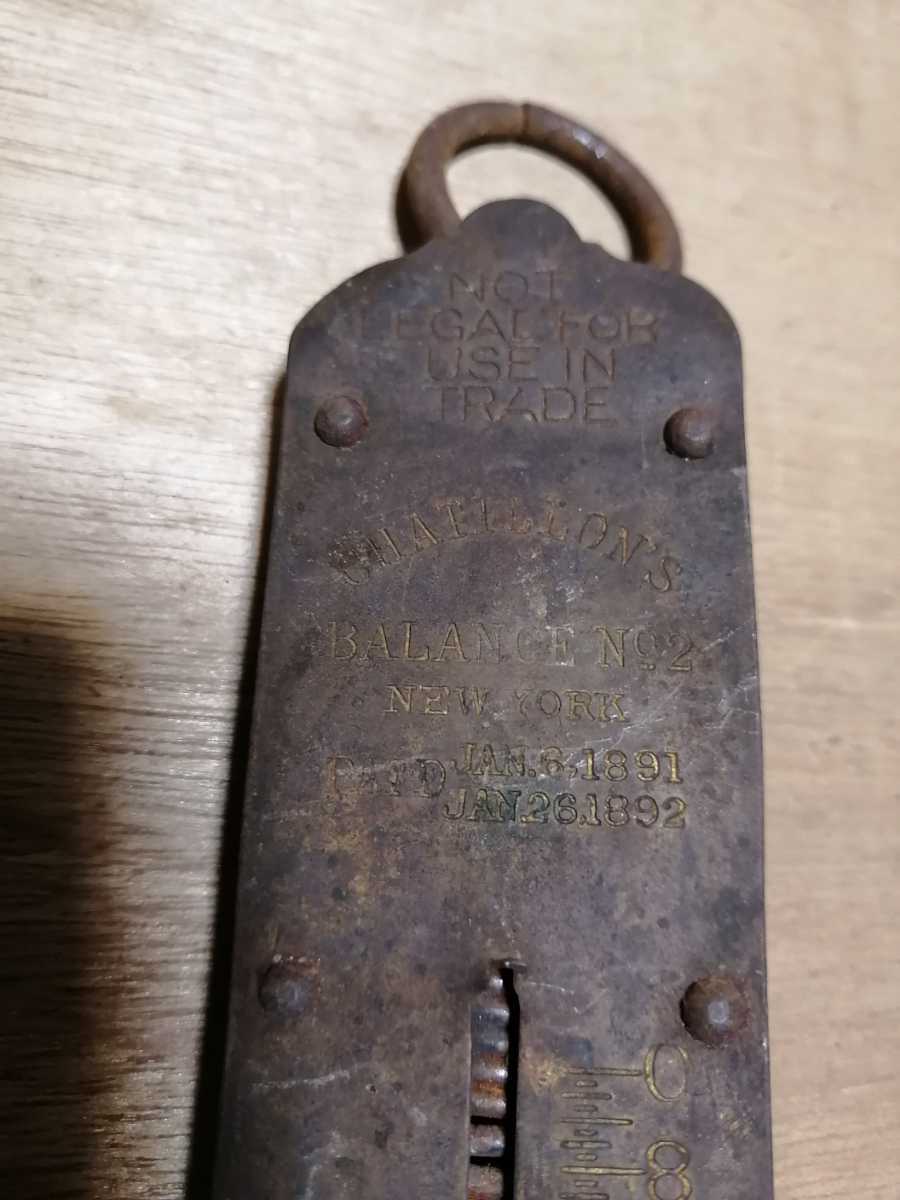 NOT
LEGAL FOR
USE IN
TRADE
CHATILLON'S
BALANCE No 2
NEW YORK
PAT'D JAN. 6, 1891
JAN. 26, 1892
0
8